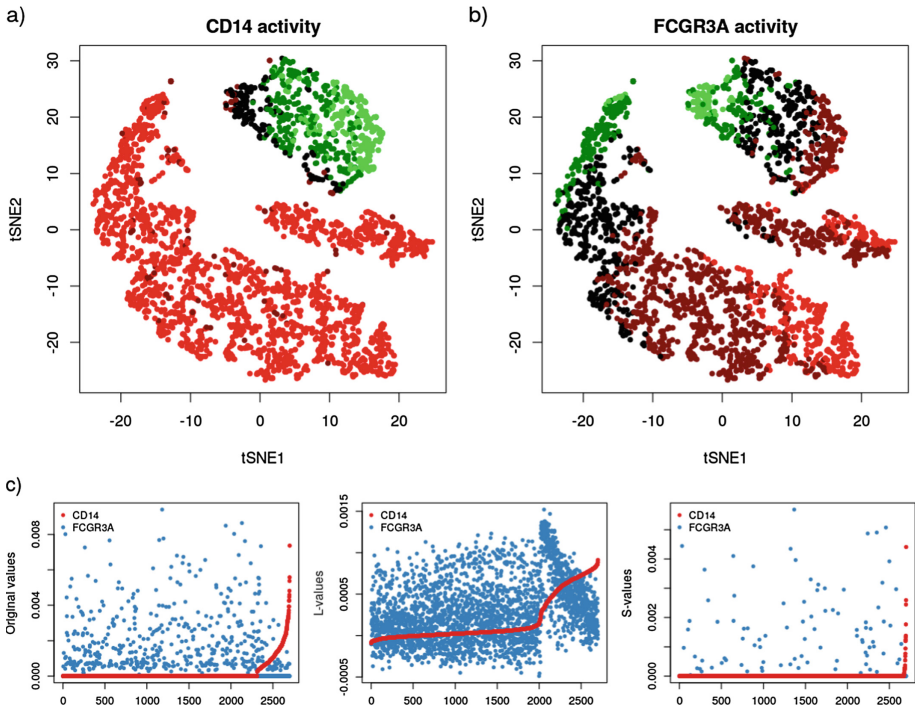 a)
CD14 activity
tSNE2
30
20
10
0
-10
-20
-20
-10
0
10
20
tSNE1
b)
FCGR3A activity
tSNE2
30
20
10
0
-10
-20
-20
-10
0
10
20
tSNE1
c)
CD14
FCGR3A
Original values
0.008
0.004
0.000
0
500
1000
1500
2000
2500
CD14
FCGR3A
L-values
0.0015
0.0005
-0.0005
0
500
1000
1500
2000
2500
CD14
FCGR3A
S-values
0.004
0.002
0.000
0
500
1000
1500
2000
2500